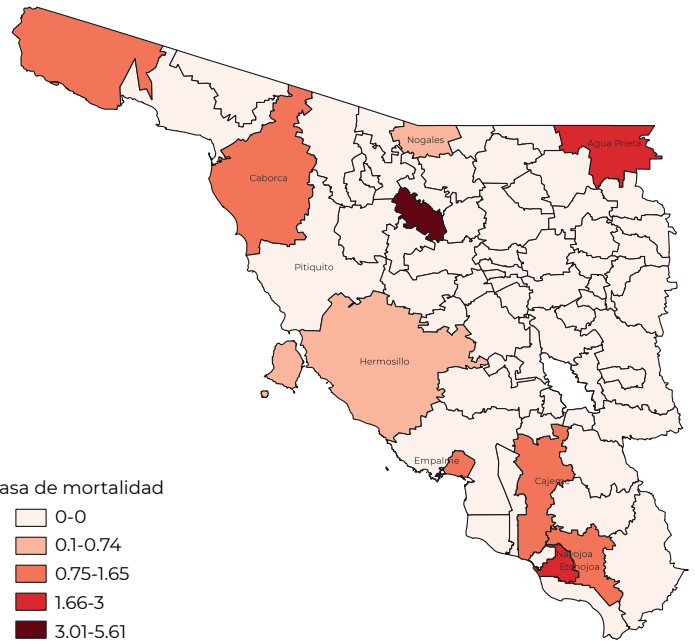 Nogales
Agua Prieta
Caborca
Pitiquito
Hermosillo
Empalme
Cajeme
Navojoa
Etchojoa
asa de mortalidad
0-0
0.1-0.74
0.75-1.65
1.66-3
3.01-5.61